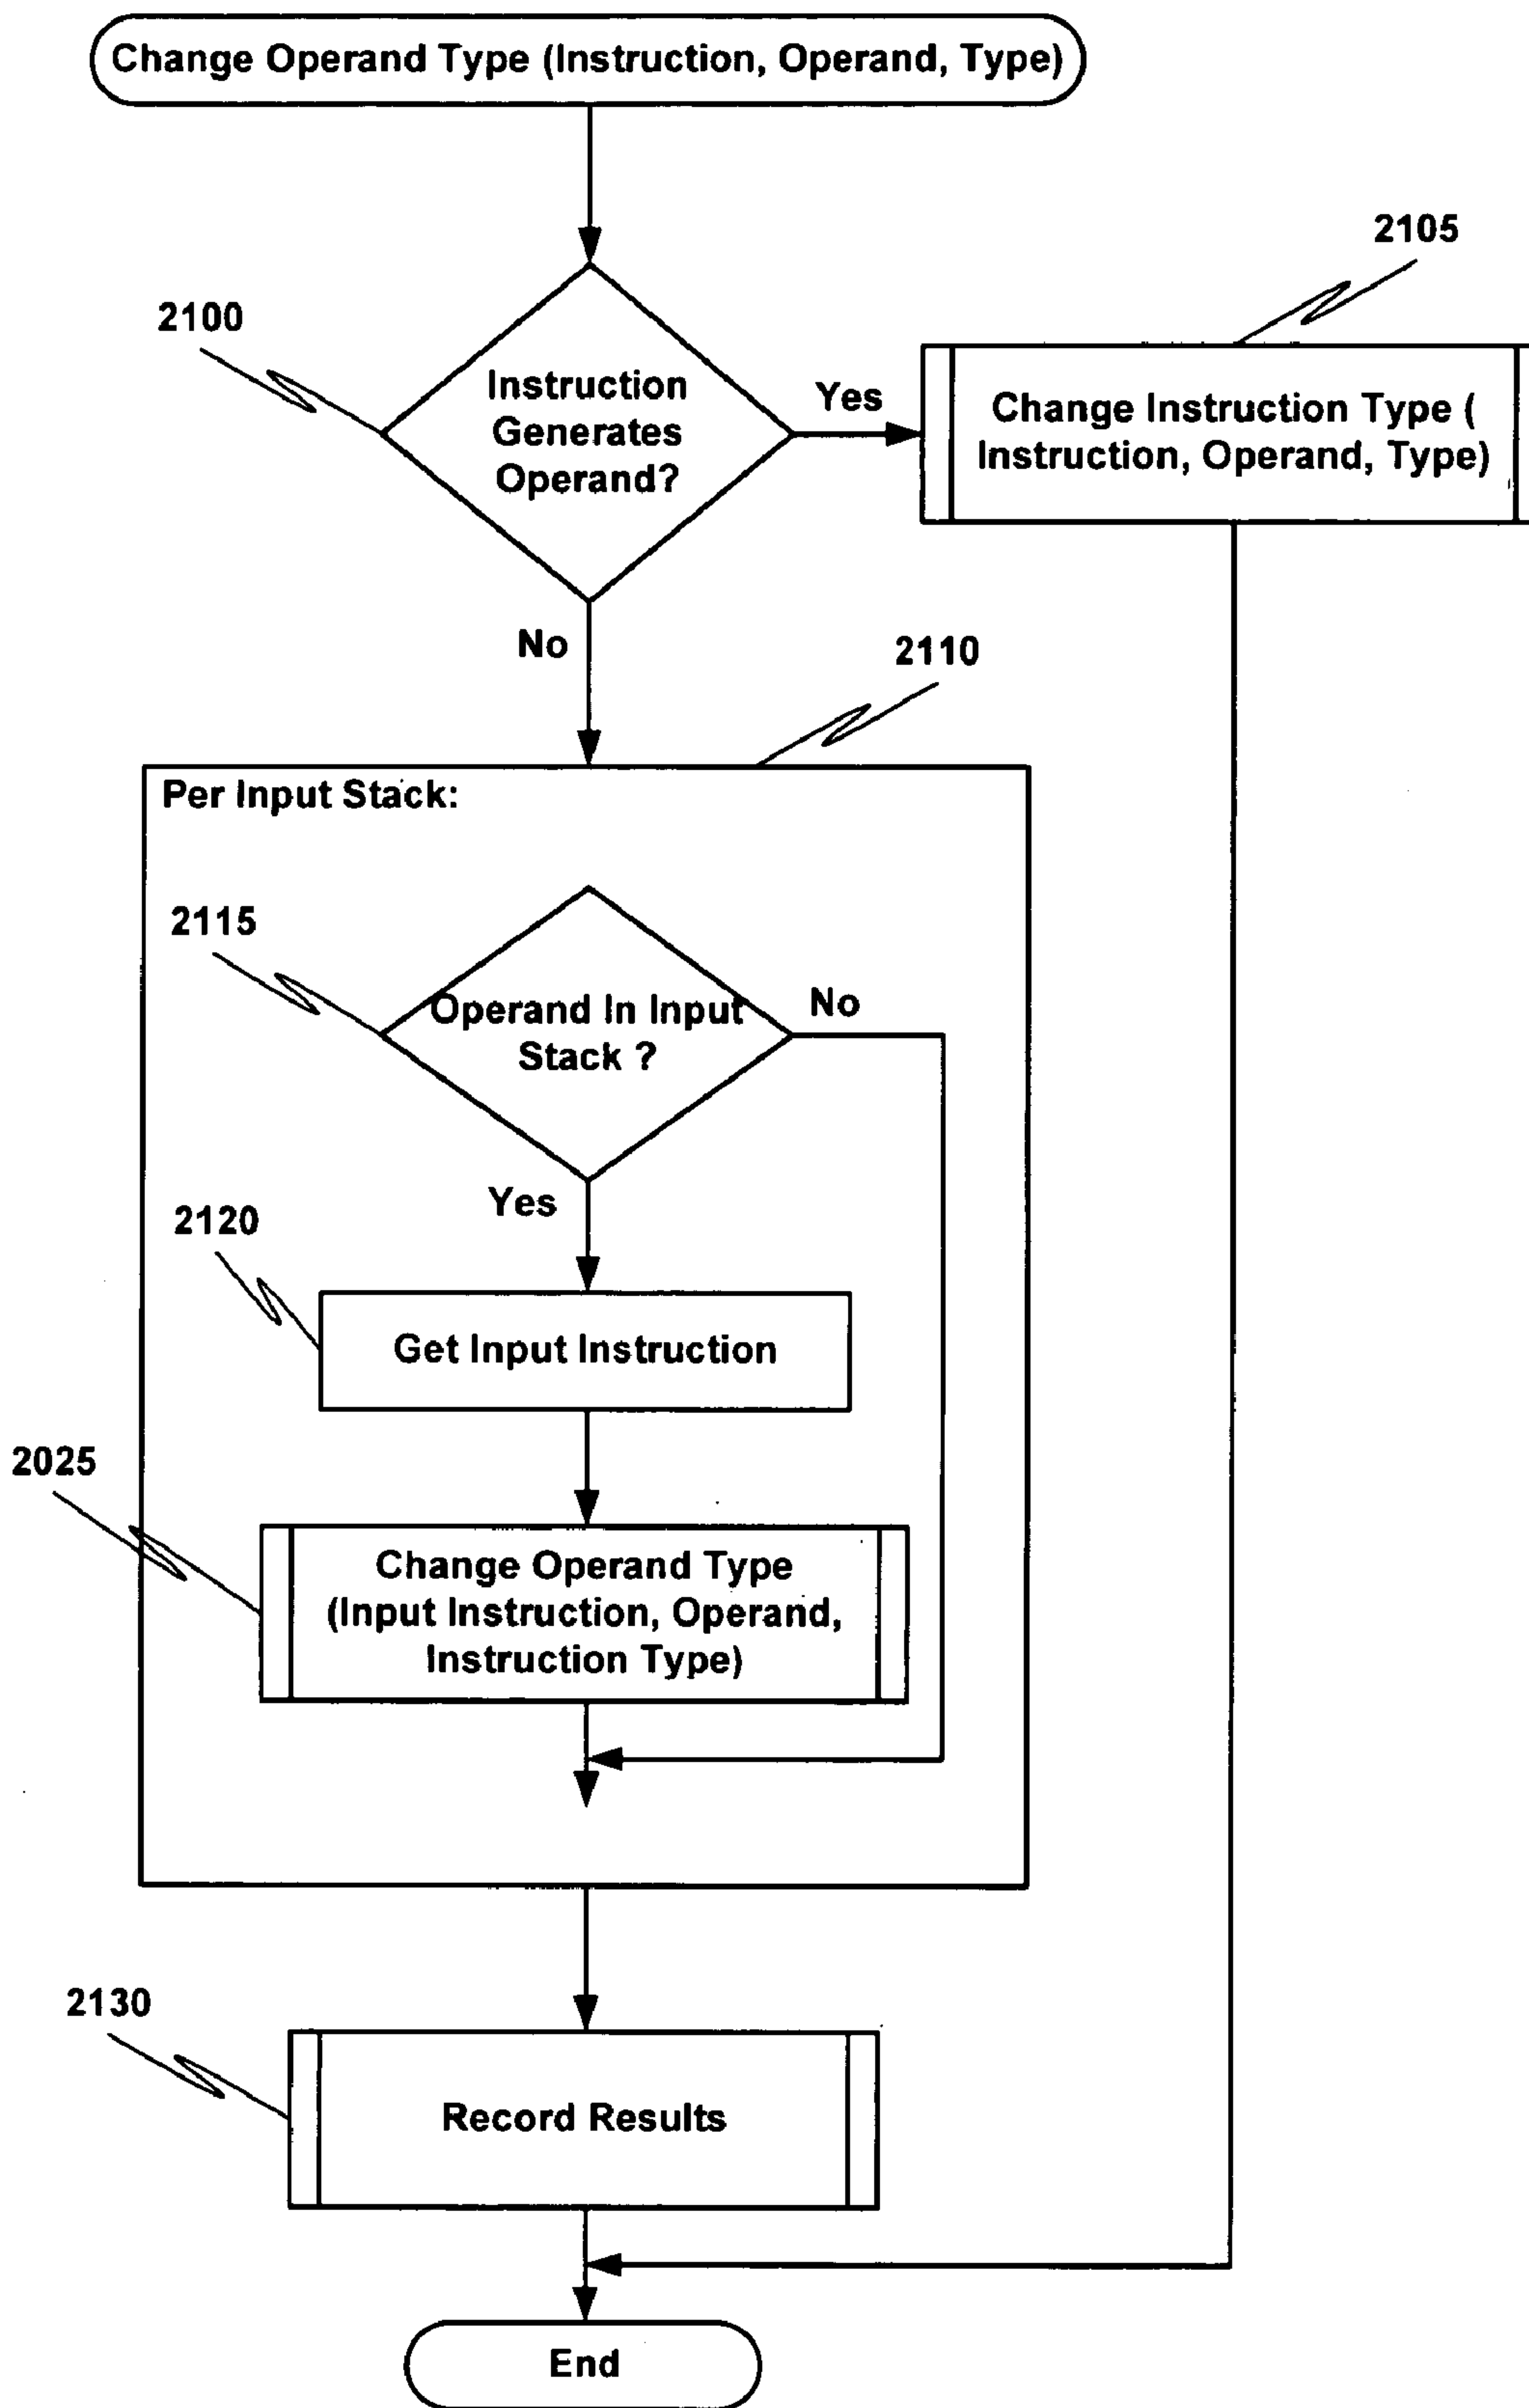 Change Operand Type (Instruction, Operand, Type)
2105
2100
Instruction
Generates
Operand?
Yes
Change Instruction Type (
Instruction, Operand, Type)
No
2110
Per Input Stack:
2115
Operand In Input
Stack ?
No
Yes
2120
Get Input Instruction
2025
Change Operand Type
(Input Instruction, Operand,
Instruction Type)
2130
Record Results
End